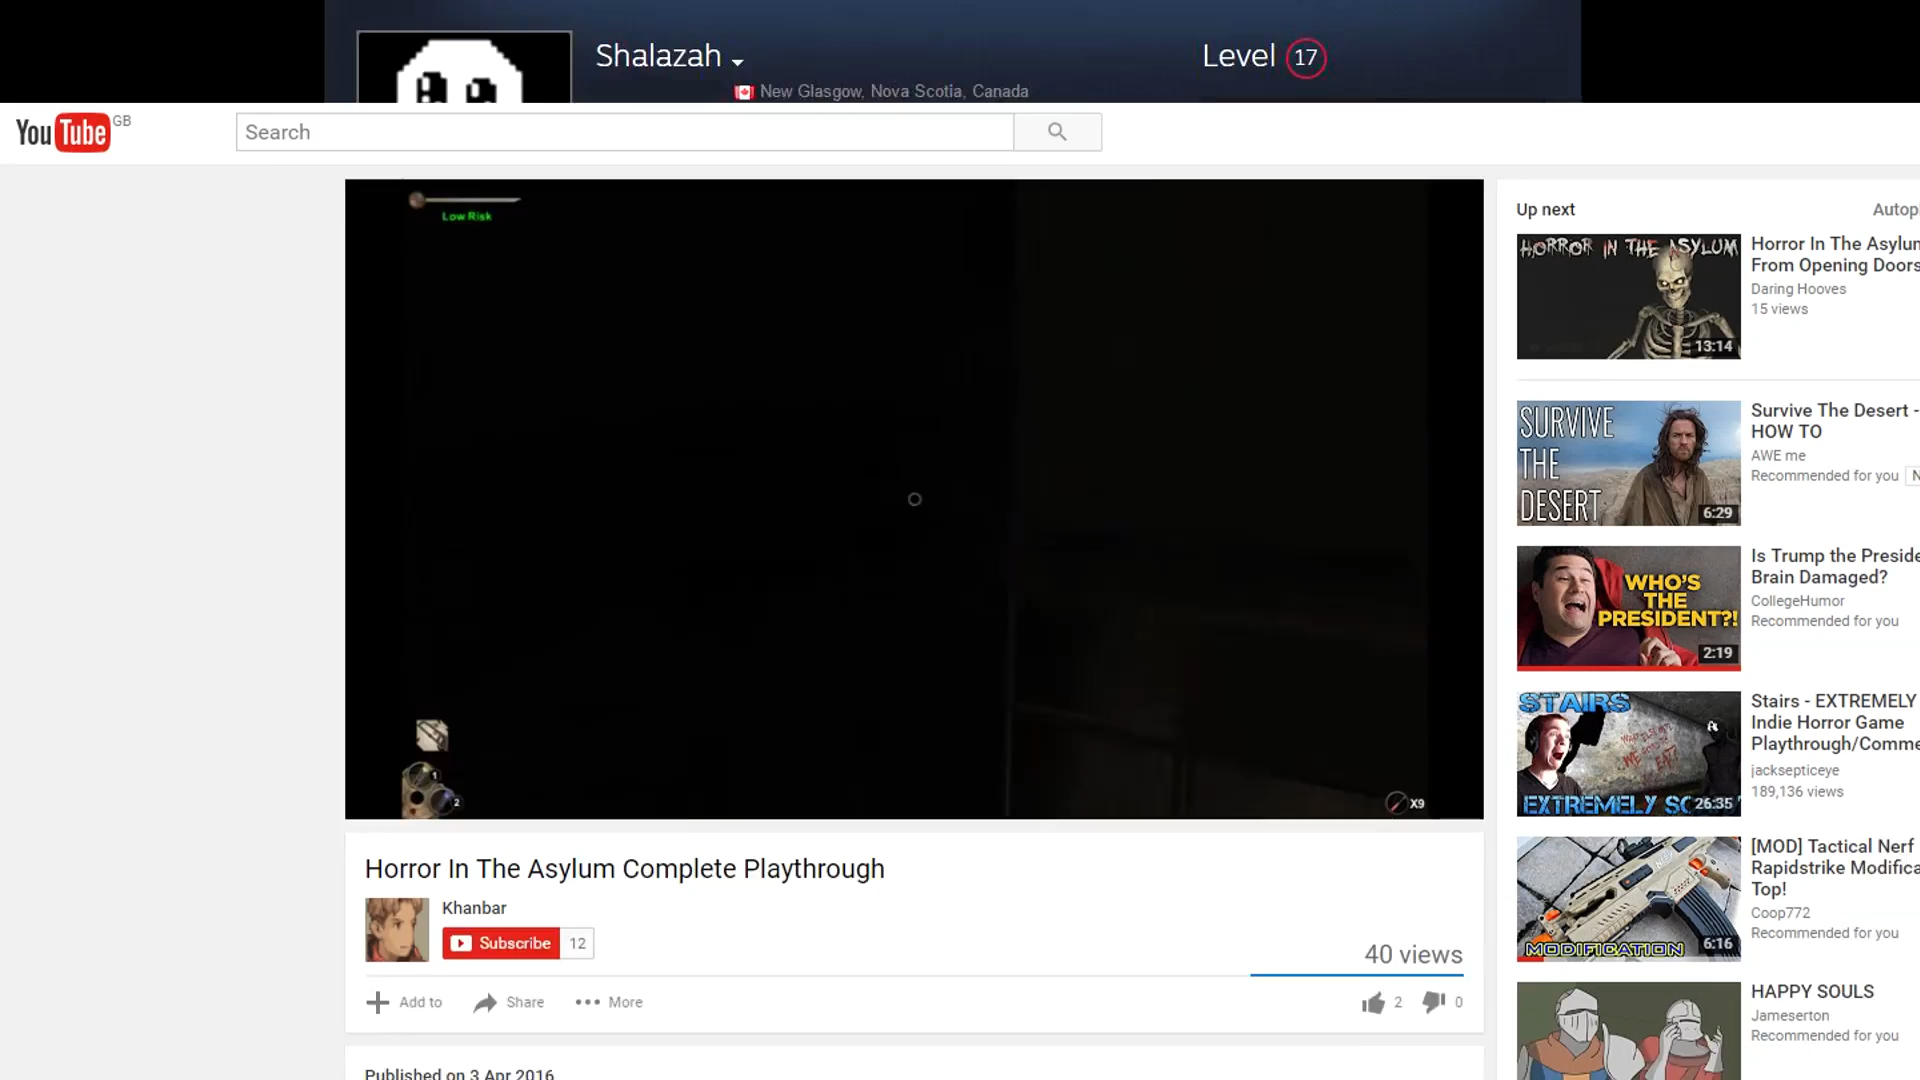 Shalazah
Level 17
New Glasgow, Nova Scotia, Canada
YouTube GB
Search
Low Risk
1
2
X9
Horror In The Asylum Complete Playthrough
Khanbar
Subscribe 12
40 views
Add to Share More
2 0
Published on 3 Apr 2016
Up next
HORROR IN THE ASYLUM
13:14
Horror In The Asylum
From Opening Doors
Daring Hooves
15 views
SURVIVE
THE
DESERT
6:29
Survive The Desert -
HOW TO
AWE me
Recommended for you
WHO'S
THE
PRESIDENT?!
2:19
Is Trump the Preside
Brain Damaged?
CollegeHumor
Recommended for you
STAIRS
EXTREMELY SC
26:35
Stairs - EXTREMELY
Indie Horror Game
Playthrough/Comme
jacksepticeye
189,136 views
MODIFICATION
6:16
[MOD] Tactical Nerf
Rapidstrike Modifica
Top!
Coop772
Recommended for you
HAPPY SOULS
Jameserton
Recommended for you